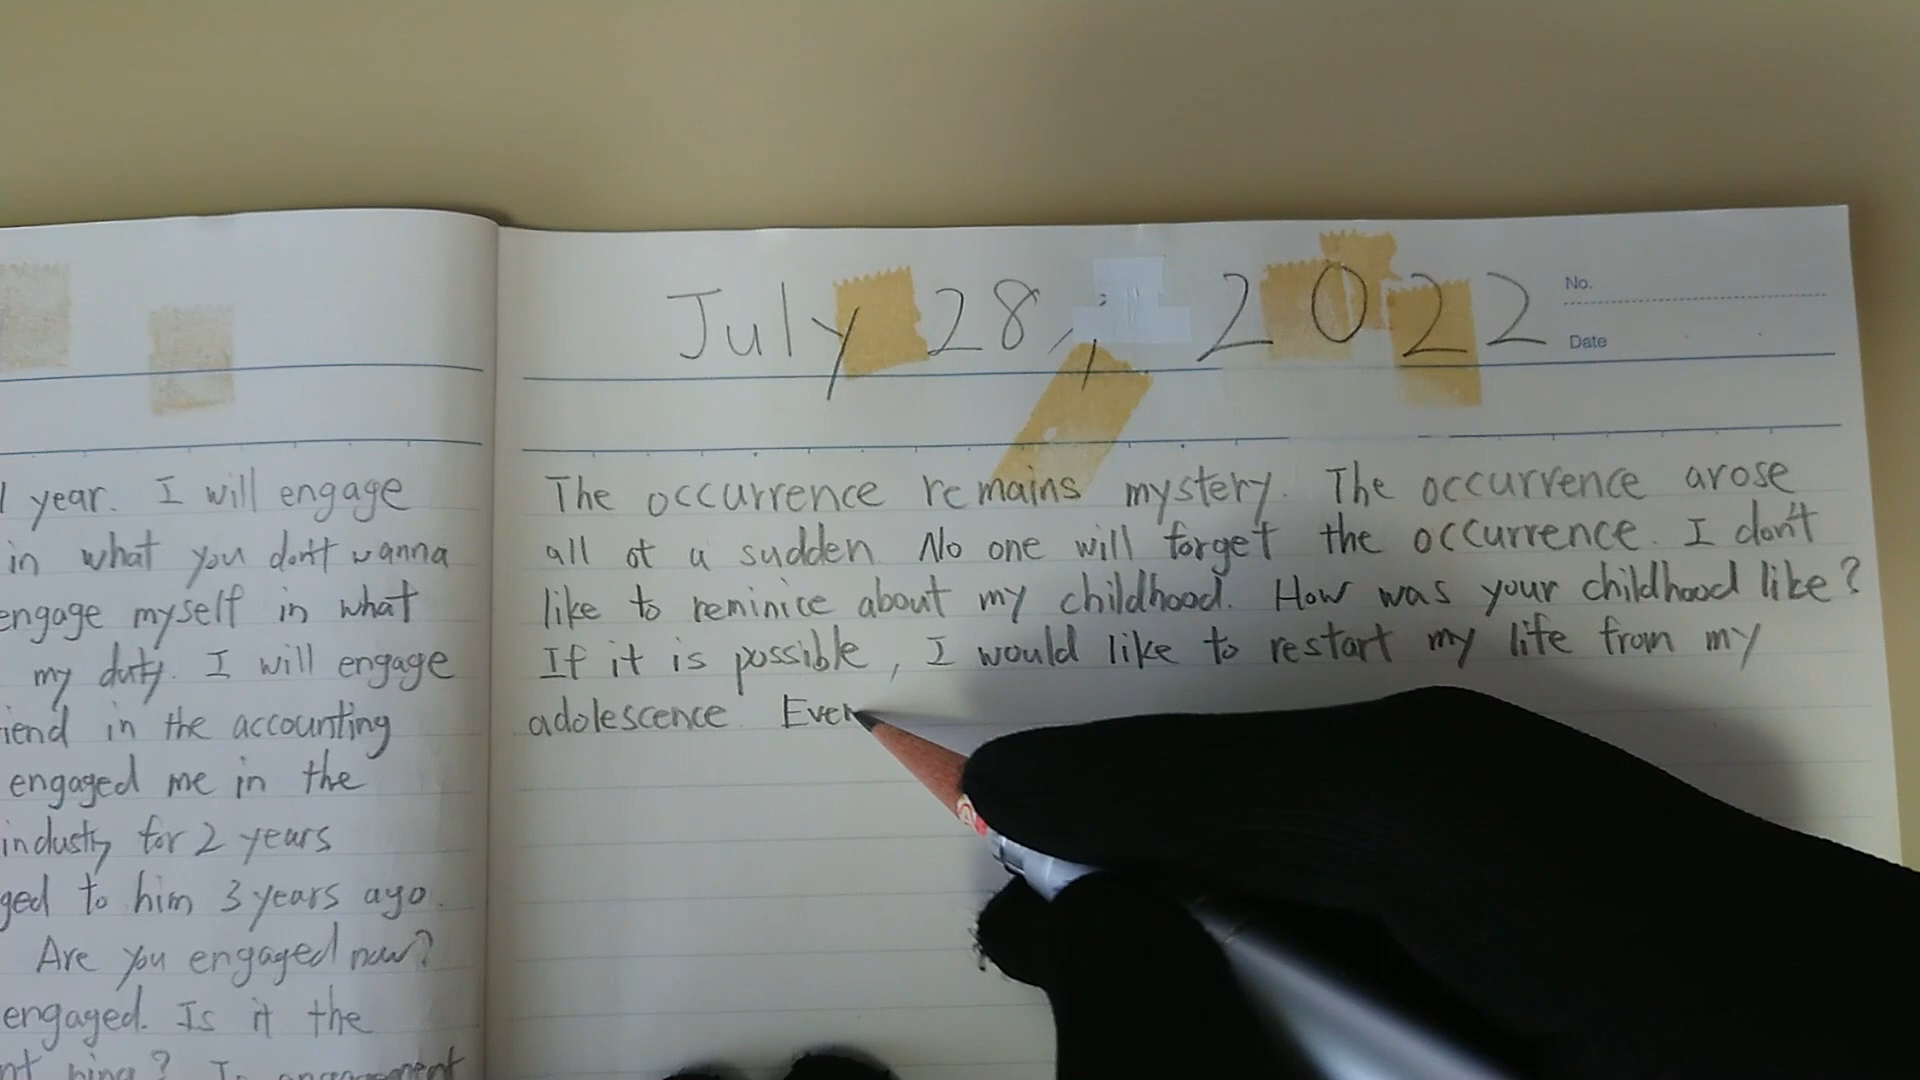 1 year. I will engage
in what you don't wanna
engage myself in what
my duty. I will engage
iend in the accounting
engaged me in the
industry for 2 years
ged to him 3 years ago.
Are you engaged now?
engaged. Is it the
July 28, 2022
No.
Date
The occurrence remains mystery. The occurrence arose
all of a sudden. No one will forget the occurrence. I don't
like to reminice about my childhood. How was your childhood like?
If it is possible, I would like to restart my life from my
adolescence. Even